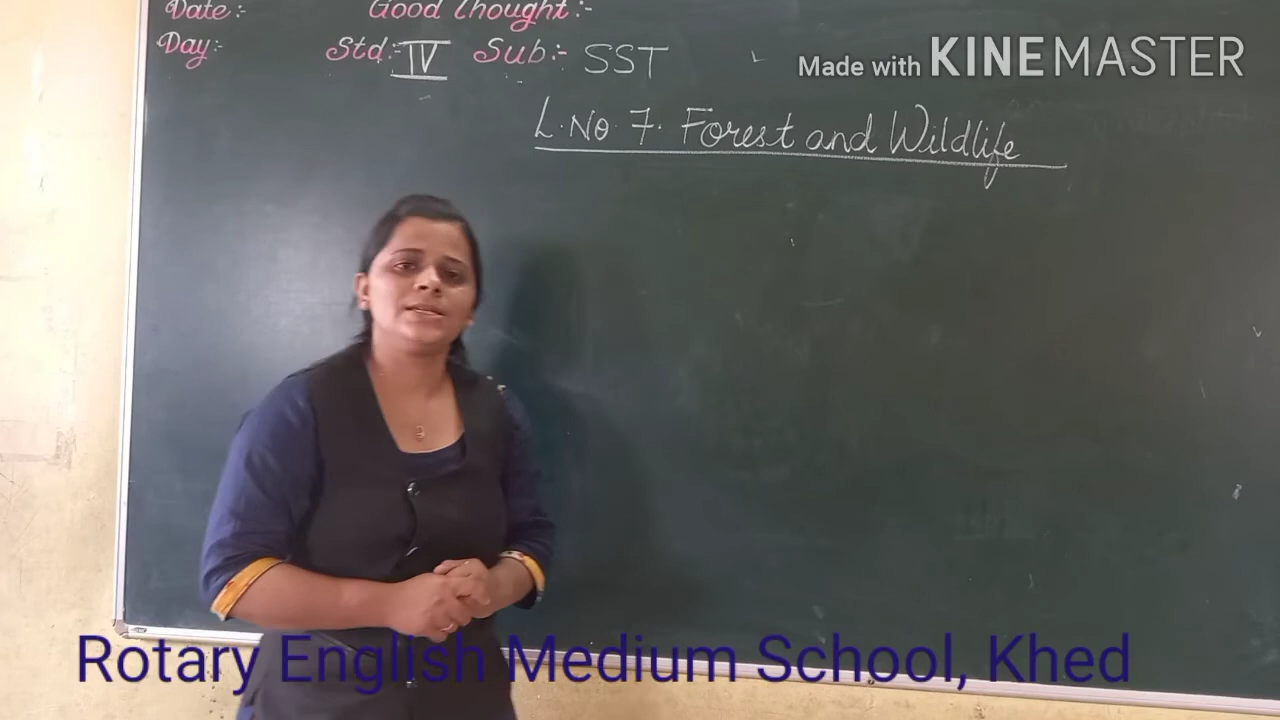 Date:- Good Thought:-
Day:- Std:- IV Sub:- SST
Made with KINEMASTER
L.No. 7. Forest and Wildlife
Rotary English Medium School, Khed